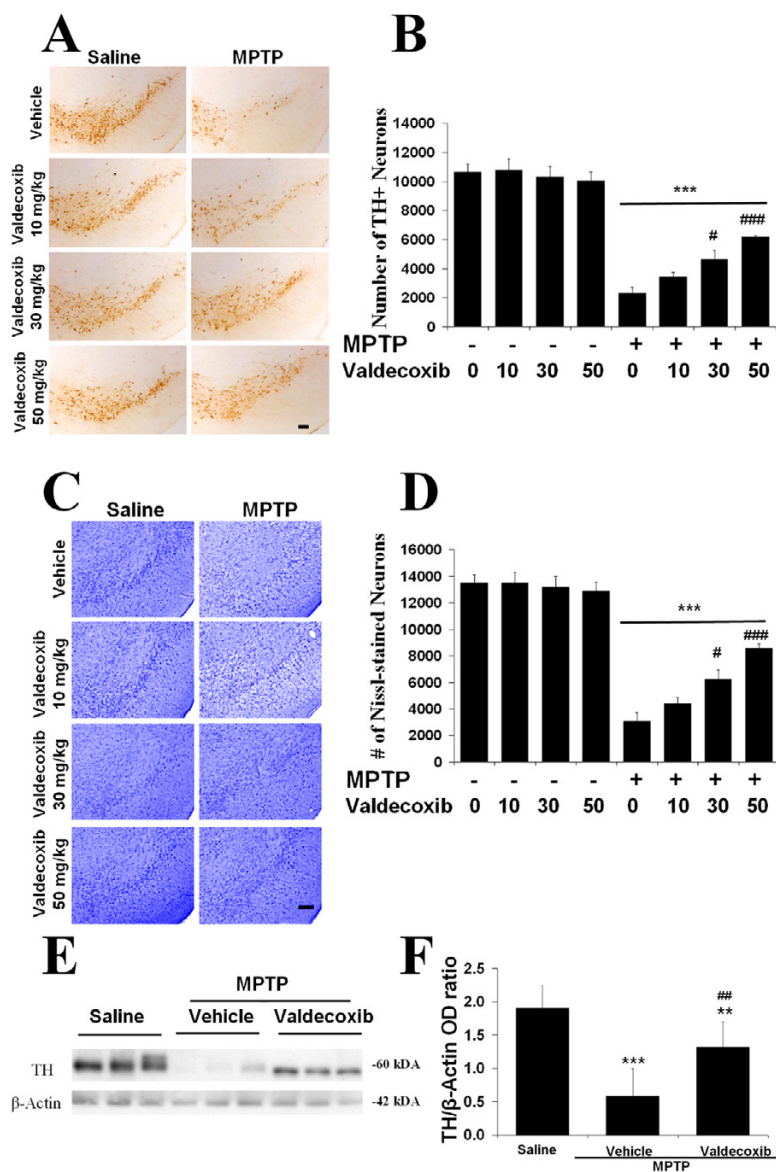 A
Saline MPTP
Vehicle
Valdecoxib
10 mg/kg
Valdecoxib
30 mg/kg
Valdecoxib
50 mg/kg
B
Number of TH+ Neurons
14000
12000
10000
8000
6000
4000
2000
0
***
#
###
MPTP - - - - + + + +
Valdecoxib 0 10 30 50 0 10 30 50
C
Saline MPTP
Vehicle
Valdecoxib
10 mg/kg
Valdecoxib
30 mg/kg
Valdecoxib
50 mg/kg
D
# of Nissl-stained Neurons
16000
14000
12000
10000
8000
6000
4000
2000
0
***
#
###
MPTP - - - - + + + +
Valdecoxib 0 10 30 50 0 10 30 50
E
MPTP
Saline Vehicle Valdecoxib
TH -60 kDA
β-Actin -42 kDA
F
TH/β-Actin OD ratio
2.5
2.0
1.5
1.0
0.5
0.0
***
##
**
Saline Vehicle Valdecoxib
MPTP